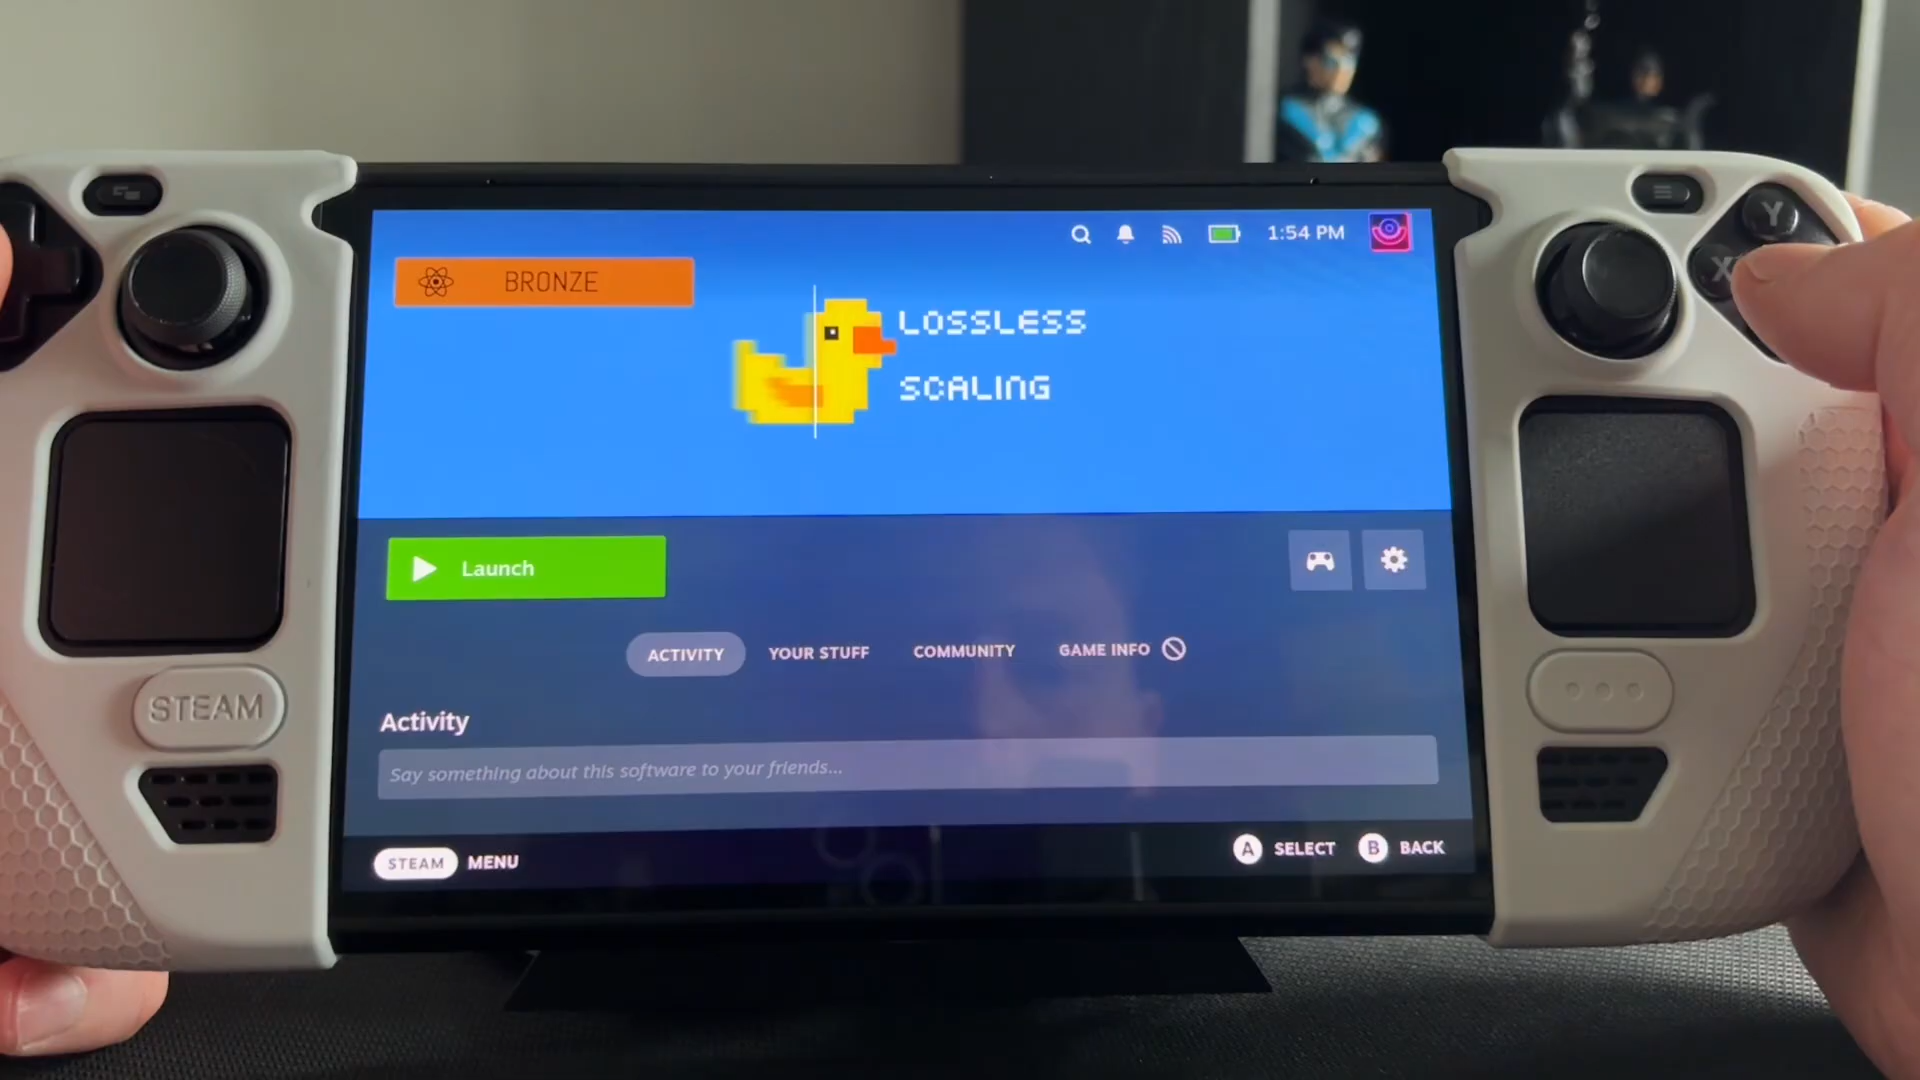 Y
X
1:54 PM
BRONZE
LOSSLESS
SCALING
Launch
ACTIVITY
YOUR STUFF
COMMUNITY
GAME INFO
STEAM
Activity
Say something about this software to your friends...
STEAM MENU
A SELECT B BACK